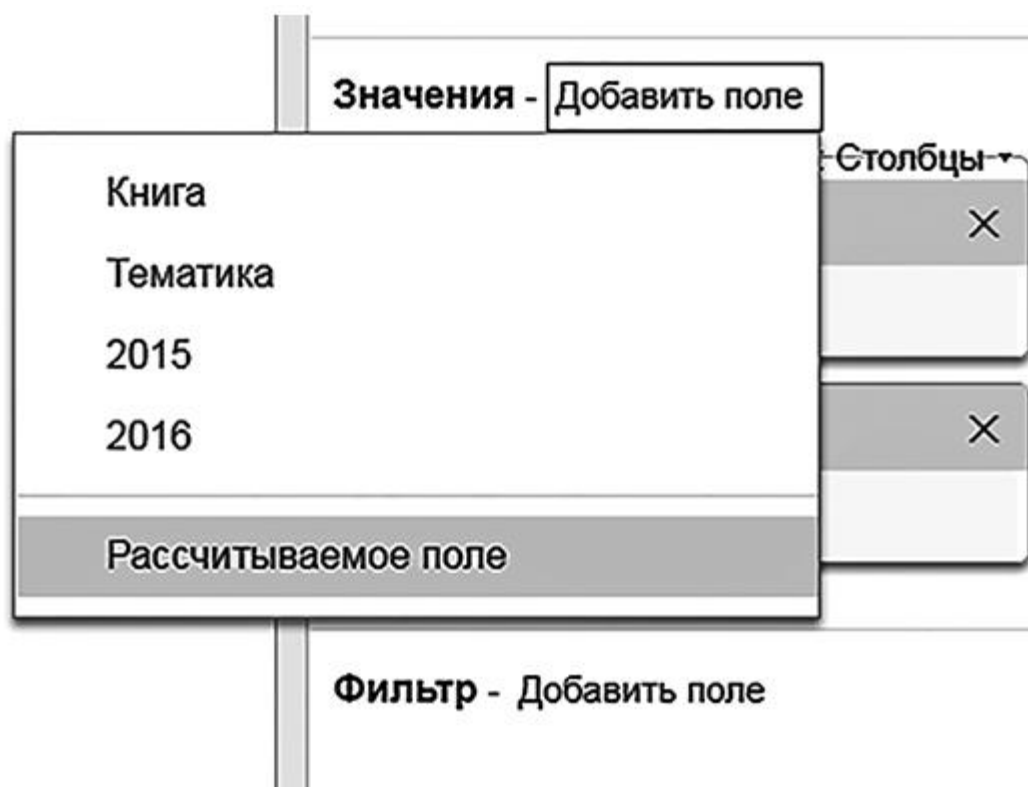 Значения - Добавить поле
: Столбцы
Книга
Тематика
2015
2016
Рассчитываемое поле
Фильтр - Добавить поле